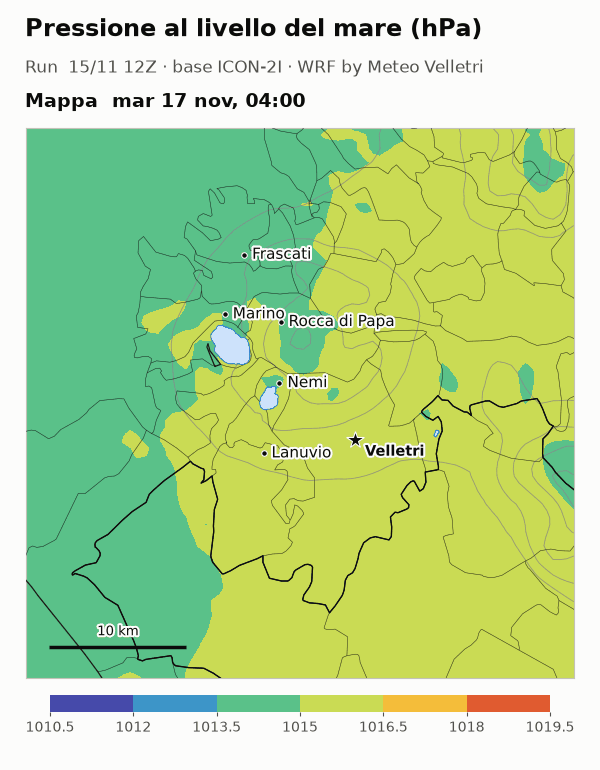 Pressione al livello del mare (hPa)
Run  15/11 12Z · base ICON-2I · WRF by Meteo Velletri
Mappa  mar 17 nov, 04:00
Frascati
Marino
Rocca di Papa
Nemi
Velletri
Lanuvio
10 km
1010.5 1012 1013.5 1015 1016.5 1018 1019.5